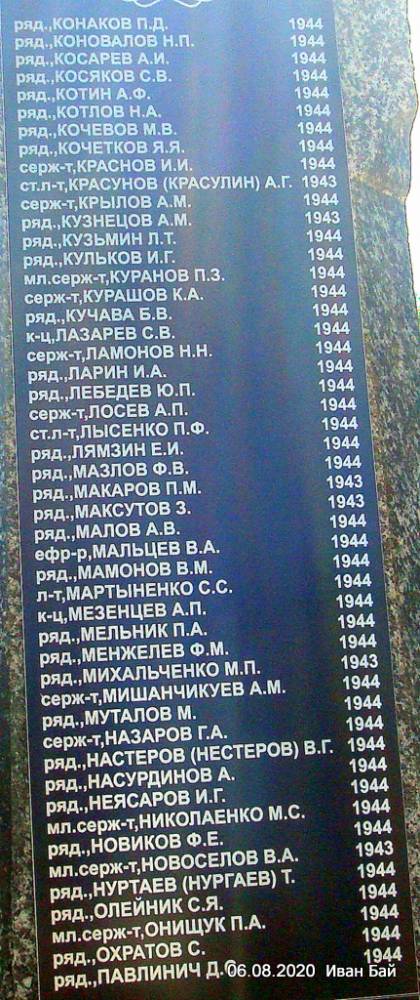 ряд.,КОНАКОВ П.Д. 1944
ряд.,КОНОВАЛОВ Н.П. 1944
ряд.,КОСАРЕВ А.И. 1944
ряд.,КОСЯКОВ С.В. 1944
ряд.,КОТИН А.Ф. 1944
ряд.,КОТЛОВ Н.А. 1944
ряд.,КОЧЕВОВ М.В. 1944
ряд.,КОЧЕТКОВ Я.Я. 1944
серж-т,КРАСНОВ И.И. 1944
ст.л-т,КРАСУНОВ (КРАСУЛИН) А.Г. 1943
серж-т,КРЫЛОВ А.М. 1944
ряд.,КУЗНЕЦОВ А.М. 1943
ряд.,КУЗЬМИН Л.Т. 1944
ряд.,КУЛЬКОВ И.Г. 1944
мл.серж-т,КУРАНОВ П.З. 1944
серж-т,КУРАШОВ К.А. 1944
ряд.,КУЧАВА Б.В. 1944
к-ц,ЛАЗАРЕВ С.В. 1944
серж-т,ЛАМОНОВ Н.Н. 1944
ряд.,ЛАРИН И.А. 1944
ряд.,ЛЕБЕДЕВ Ю.П. 1944
серж-т,ЛОСЕВ А.П. 1944
ст.л-т,ЛЫСЕНКО П.Ф. 1944
ряд.,ЛЯМЗИН Е.И. 1944
ряд.,МАЗЛОВ Ф.В. 1944
ряд.,МАКАРОВ П.М. 1943
ряд.,МАКСУТОВ З. 1943
ряд.,МАЛОВ А.В. 1944
ефр-р,МАЛЬЦЕВ В.А. 1944
ряд.,МАМОНОВ В.М. 1944
л-т,МАРТЫНЕНКО С.С. 1944
к-ц,МЕЗЕНЦЕВ А.П. 1944
ряд.,МЕЛЬНИК П.А. 1944
ряд.,МЕНЖЕЛЕВ Ф.М. 1944
ряд.,МИХАЛЬЧЕНКО М.П. 1943
серж-т,МИШАНЧИКУЕВ А.М. 1944
ряд.,МУТАЛОВ М. 1944
серж-т,НАЗАРОВ Г.А. 1944
ряд.,НАСТЕРОВ (НЕСТЕРОВ) В.Г. 1944
ряд.,НАСУРДИНОВ А. 1944
ряд.,НЕЯСАРОВ И.Г. 1944
мл.серж-т,НИКОЛАЕНКО М.С. 1944
ряд.,НОВИКОВ Ф.Е. 1944
мл.серж-т,НОВОСЕЛОВ В.А. 1943
ряд.,НУРТАЕВ (НУРГАЕВ) Т. 1944
ряд.,ОЛЕЙНИК С.Я. 1944
мл.серж-т,ОНИЩУК П.А. 1944
ряд.,ОХРАТОВ С. 1944
ряд.,ПАВЛИНИЧ Д. 1944
06.08.2020 Иван Бай